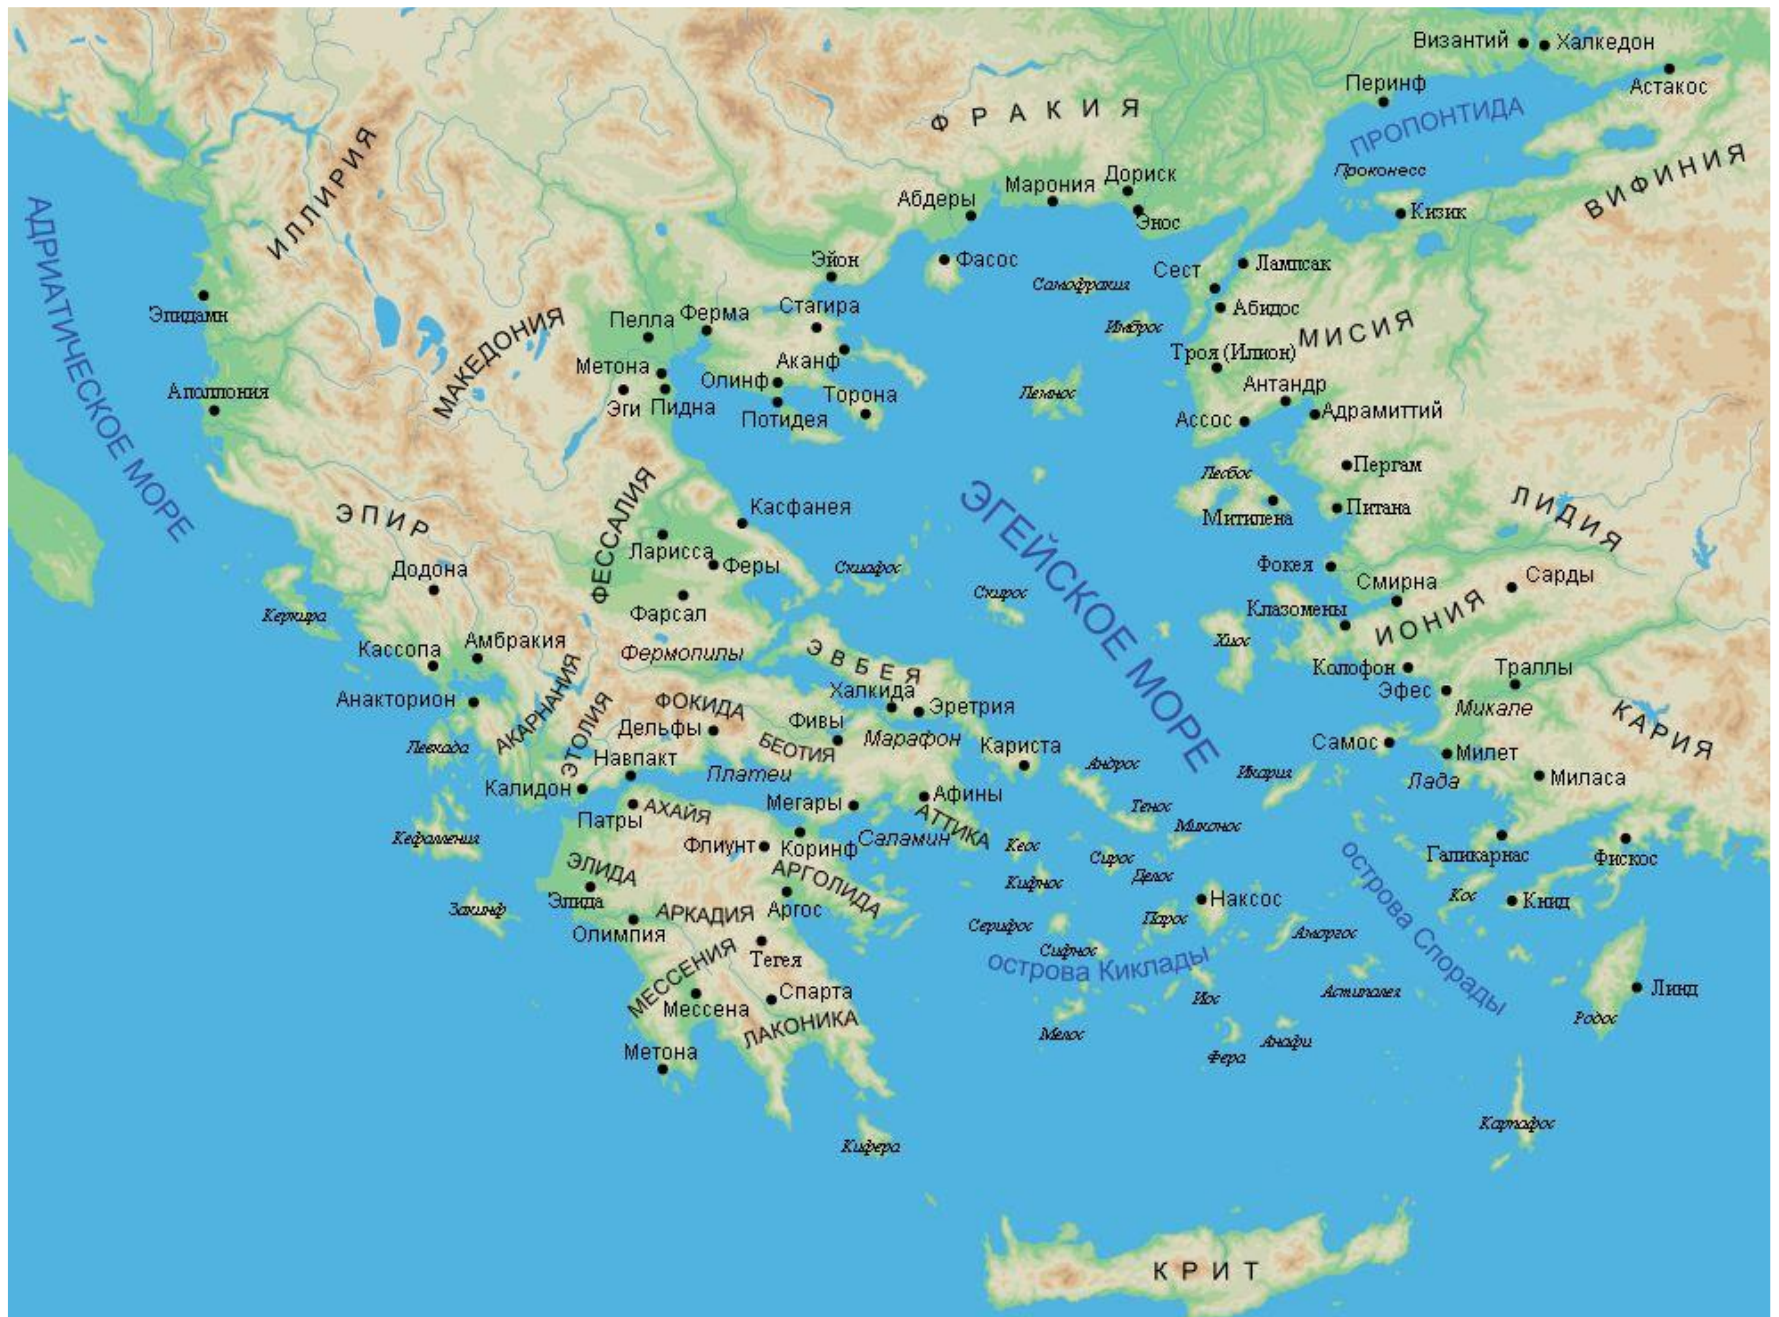 Византий
Халкедон
Перинф
Астакос
ФРАКИЯ
ПРОПОНТИДА
ИЛЛИРИЯ
Дориск
Марония
Проконесс
ВИФИНИЯ
Абдеры
Энос
Кизик
АДРИАТИЧЕСКОЕ МОРЕ
Эйон
Фасос
Самофракия
Сест
Лампсак
Эпидамн
Стагира
Имброс
Абидос
Пелла
Ферма
МИСИЯ
МАКЕДОНИЯ
Троя (Илион)
Метона
Аканф
Олинф
Антандр
Аполлония
Эги
Пидна
Торона
Лемнос
Потидея
Ассос
Адрамиттий
Пергам
Лесбос
ЭПИР
ФЕССАЛИЯ
Касфанея
ЭГЕЙСКОЕ МОРЕ
Митилена
Питана
ЛИДИЯ
Ларисса
Феры
Скиафос
Фокея
Додона
Смирна
Сарды
Скирос
Керкира
Фарсал
Клазомены
ИОНИЯ
Амбракия
Кассопа
Фермопилы
ЭВБЕЯ
Хиос
Колофон
Траллы
Анакторион
АКАРНАНИЯ
ЭТОЛИЯ
ФОКИДА
Халкида
Эретрия
Эфес
Микале
КАРИЯ
Дельфы
Фивы
Марафон
БЕОТИЯ
Левкада
Навпакт
Платеи
Кариста
Андрос
Самос
Милет
Икария
Лада
Миласа
Калидон
Мегары
Афины
АТТИКА
Тенос
Патры
АХАЙЯ
Миконос
Кефалления
Флиунт
Коринф
Саламин
Кеос
Сирос
Галикарнас
Фискос
острова Спорады
ЭЛИДА
АРГОЛИДА
Кифнос
Делос
Элида
Наксос
Кос
Книд
Закинф
АРКАДИЯ
Аргос
Серифос
Парос
Олимпия
Аморгос
МЕССЕНИЯ
Тегея
Сифнос
острова Киклады
Мессена
Спарта
Иос
Астипалея
Линд
ЛАКОНИКА
Мелос
Родос
Метона
Фера
Анафи
Кифера
Карпафос
КРИТ